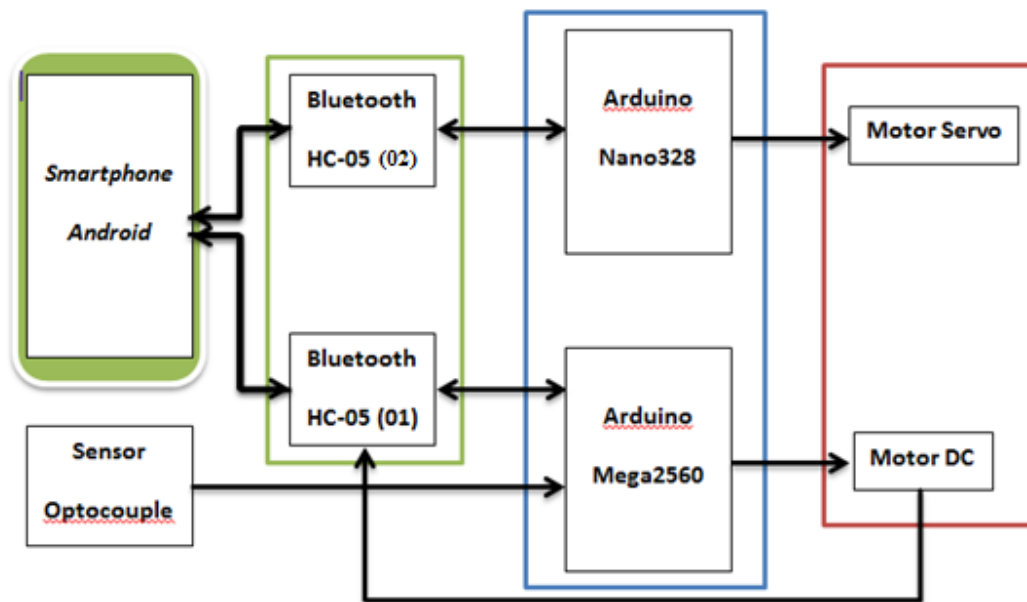 Smartphone
Android
Bluetooth
HC-05 (02)
Arduino
Nano328
Motor Servo
Bluetooth
HC-05 (01)
Arduino
Mega2560
Motor DC
Sensor
Optocouple